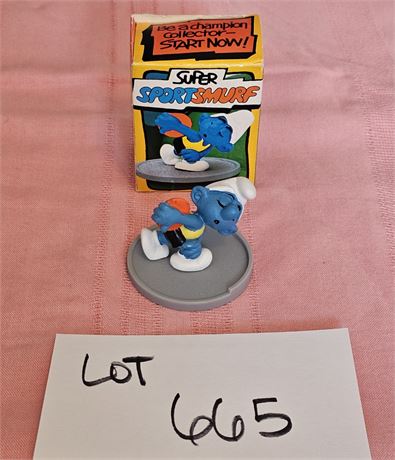 Be a champion
collector-
START NOW!
SUPER
SPORTSMURF
LOT
665